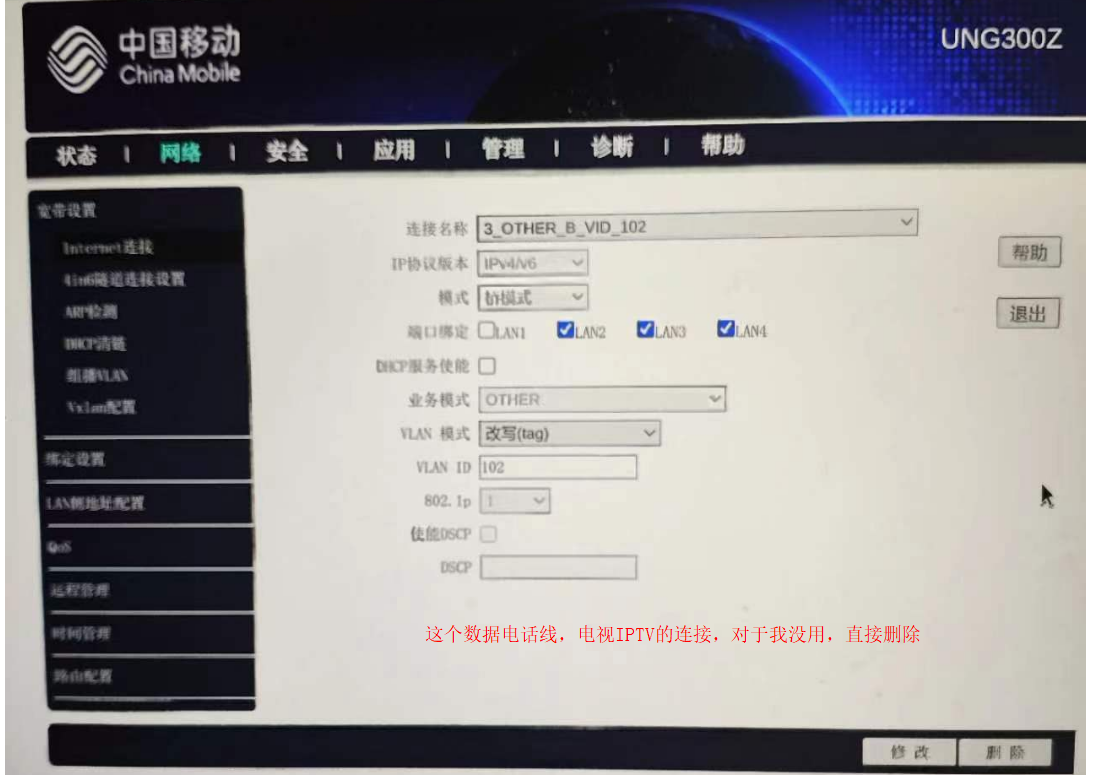 中国移动
China Mobile
UNG300Z
状态 | 网络 | 安全 | 应用 | 管理 | 诊断 | 帮助
宽带设置
Internet连接
4in6隧道连接设置
ARP检测
DHCP清链
组播VLAN
Vxlan配置
绑定设置
LAN侧地址配置
QoS
远程管理
时间管理
路由配置
连接名称 3_OTHER_B_VID_102
IP协议版本 IPv4/v6
模式 桥模式
端口绑定 LAN1 LAN2 LAN3 LAN4
DHCP服务使能
业务模式 OTHER
VLAN 模式 改写(tag)
VLAN ID 102
802.1p 1
使能DSCP
DSCP
帮助
退出
这个数据电话线，电视IPTV的连接，对于我没用，直接删除
修改 删除